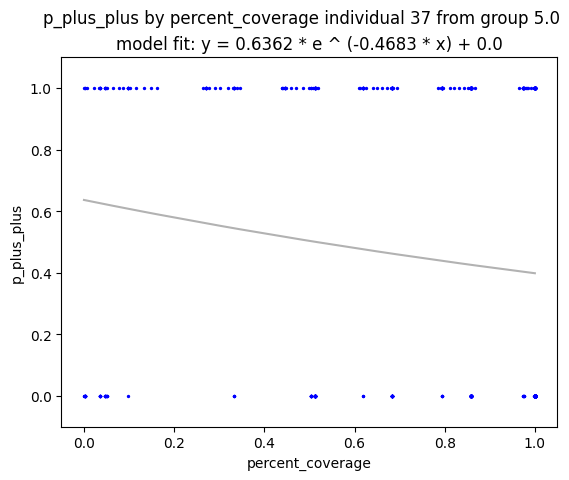 p_plus_plus by percent_coverage individual 37 from group 5.0
model fit: y = 0.6362 * e ^ (-0.4683 * x) + 0.0
1.0
0.8
0.6
0.4
0.2
0.0
p_plus_plus
0.0 0.2 0.4 0.6 0.8 1.0
percent_coverage